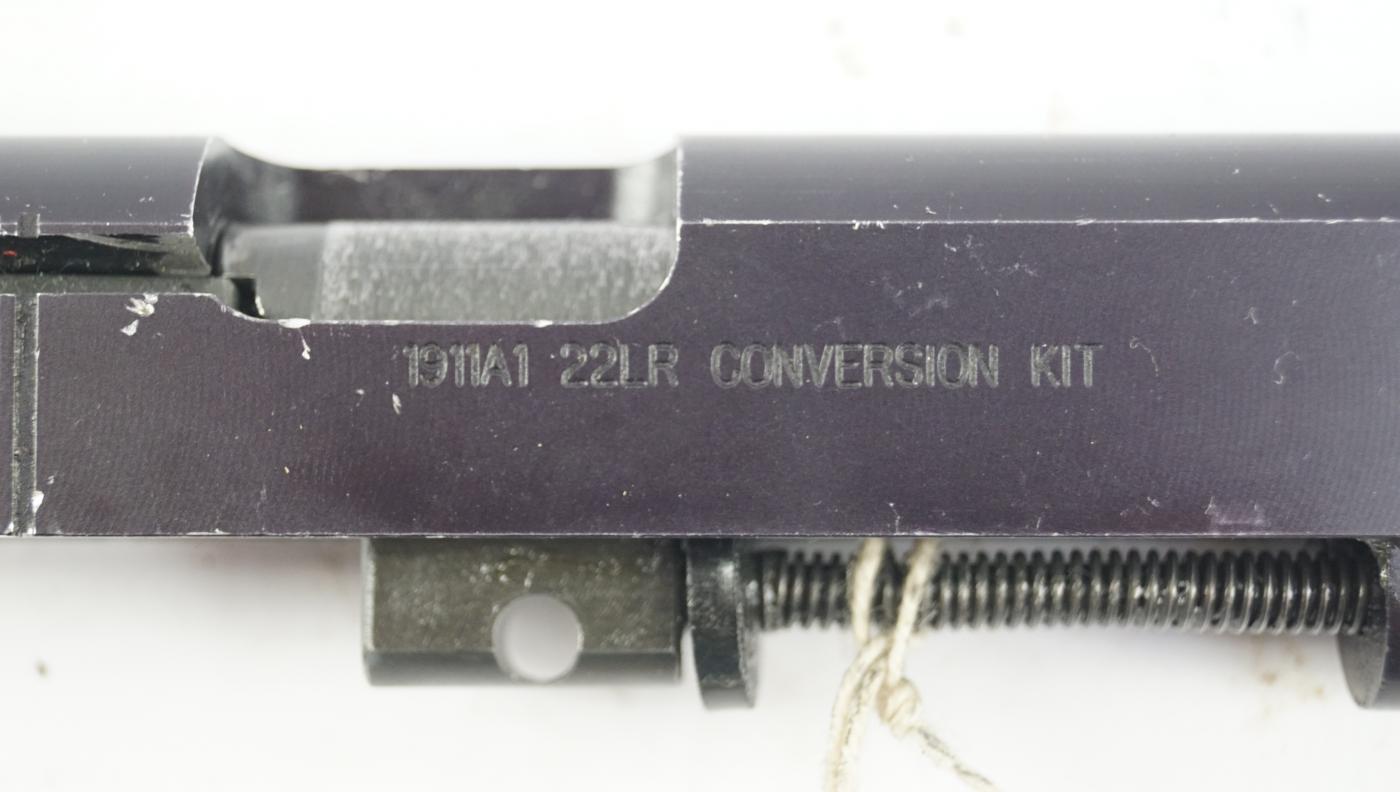 1911A1 22LR CONVERSION KIT